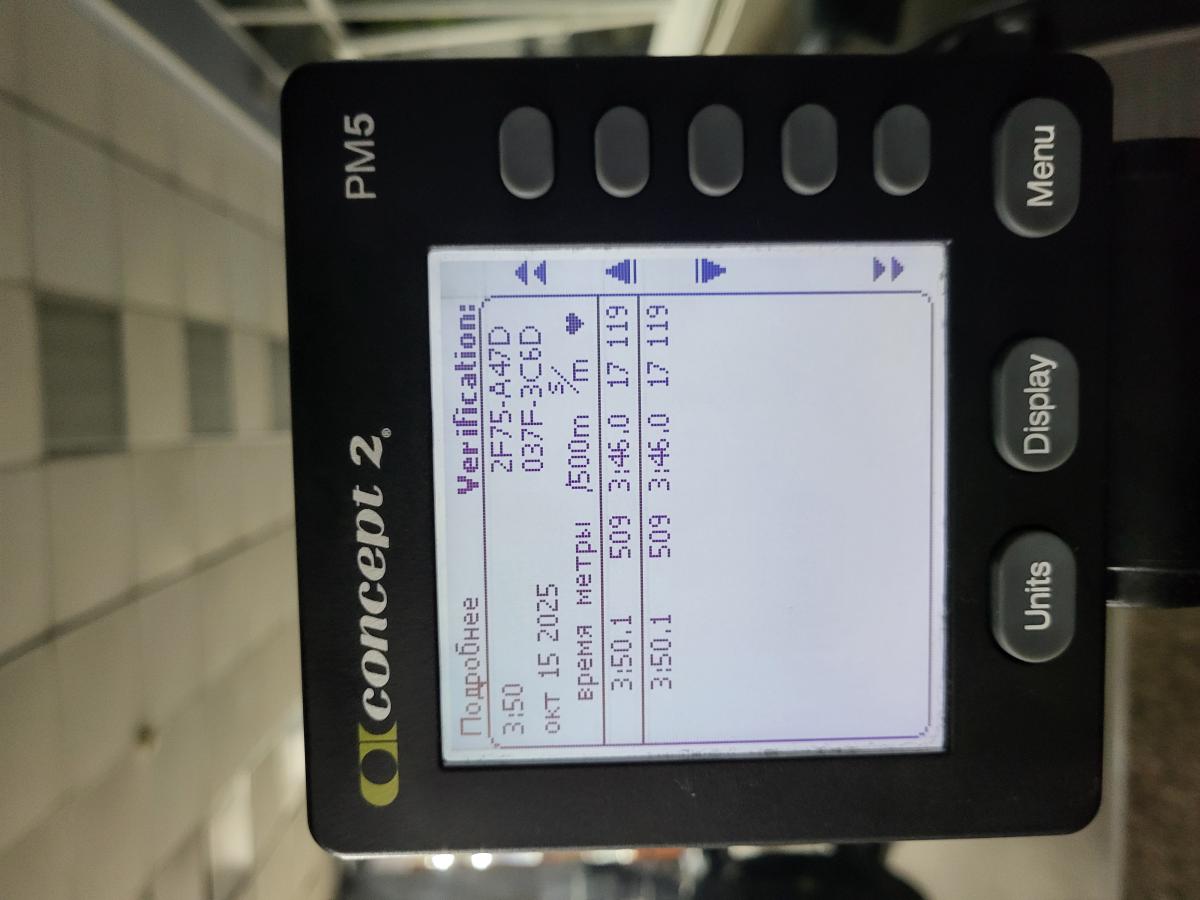 concept 2® PM5
Подробнее Verification:
3:50 2F75-A47D
окт 15 2025 037F-3C6D
время метры /500m s/m ♥
3:50.1 509 3:46.0 17 119
3:50.1 509 3:46.0 17 119
Units Display Menu